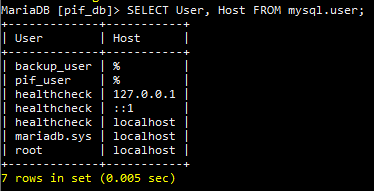 MariaDB [pif_db]> SELECT User, Host FROM mysql.user;
+-------------+-----------+
| User        | Host      |
+-------------+-----------+
| backup_user | %         |
| pif_user    | %         |
| healthcheck | 127.0.0.1 |
| healthcheck | ::1       |
| healthcheck | localhost |
| mariadb.sys | localhost |
| root        | localhost |
+-------------+-----------+
7 rows in set (0.005 sec)